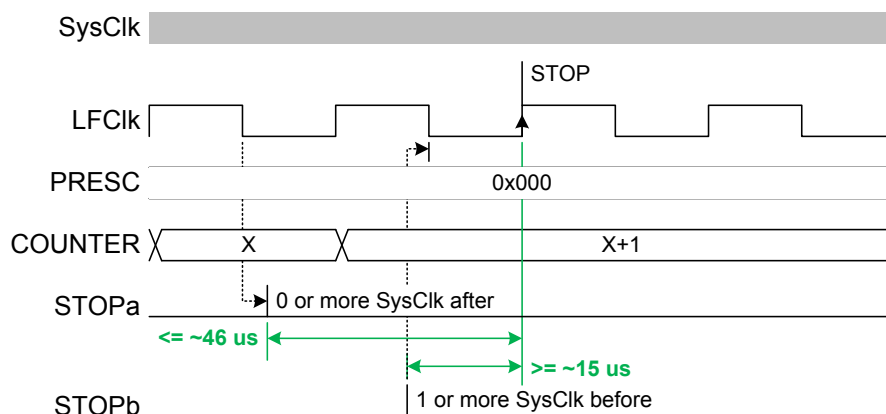 SysClk
STOP
LFClk
PRESC
0x000
COUNTER
X
X+1
STOPa
0 or more SysClk after
<= ~46 us
>= ~15 us
STOPb
1 or more SysClk before